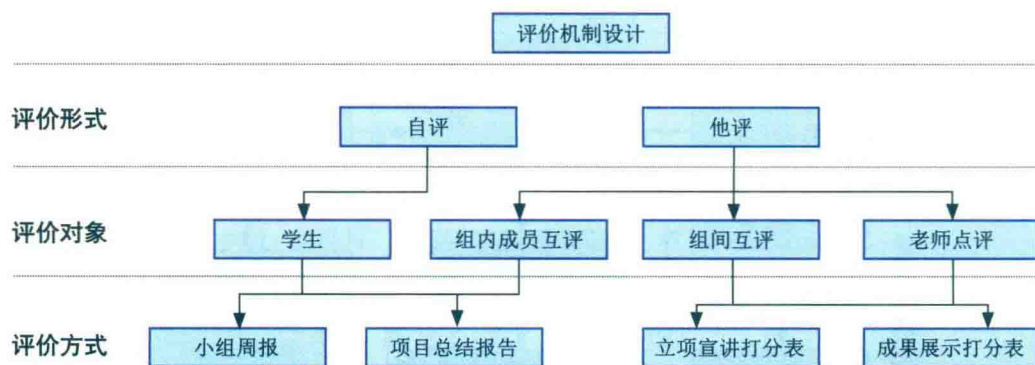 评价机制设计
评价形式
自评
他评
评价对象
学生
组内成员互评
组间互评
老师点评
评价方式
小组周报
项目总结报告
立项宣讲打分表
成果展示打分表